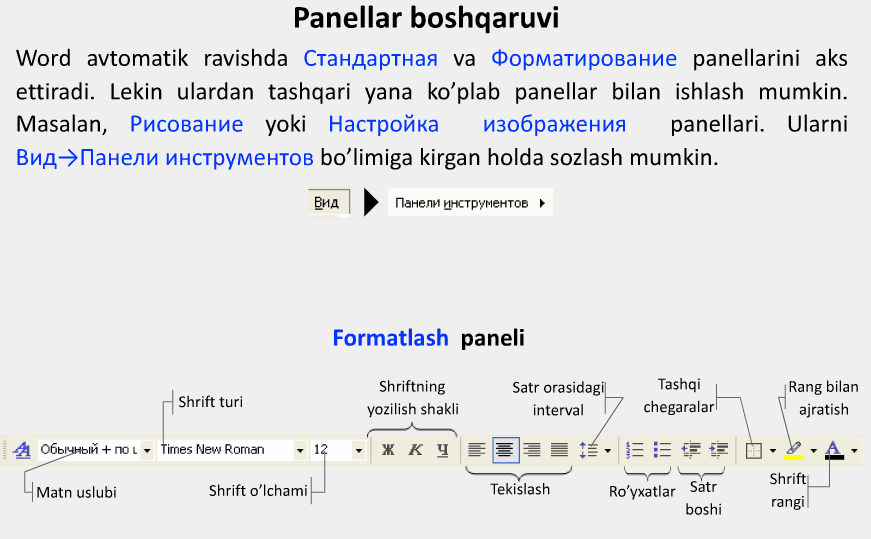 Panellar boshqaruvi
Word avtomatik ravishda Стандартная va Форматирование panellarini aks
ettiradi. Lekin ulardan tashqari yana ko’plab panellar bilan ishlash mumkin.
Masalan, Рисование yoki Настройка изображения panellari. Ularni
Вид→Панели инструментов bo’limiga kirgan holda sozlash mumkin.
Вид Панели инструментов
Formatlash paneli
Shrift turi
Shriftning
yozilish shakli
Satr orasidagi
interval
Tashqi
chegaralar
Rang bilan
ajratish
Обычный + по ц
Times New Roman
12
Ж К Ч
A
Matn uslubi
Shrift o’lchami
Tekislash
Ro’yxatlar
Satr
boshi
Shrift
rangi